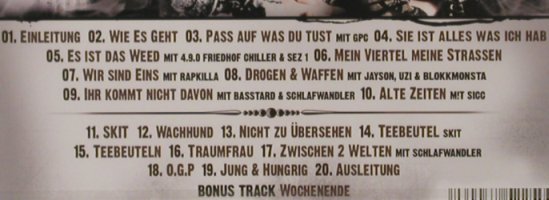 01. Einleitung 02. Wie Es Geht 03. Pass auf was du tust mit GPC 04. Sie ist alles was ich hab
05. Es ist das Weed mit 4.9.0 Friedhof Chiller & Sez 1 06. Mein Viertel meine Strassen
07. Wir sind Eins mit Rapkilla 08. Drogen & Waffen mit Jayson, Uzi & Blokkmonsta
09. Ihr kommt nicht davon mit Basstard & Schlafwandler 10. Alte Zeiten mit Sicc
11. Skit 12. Wachhund 13. Nicht zu Übersehen 14. Teebeutel Skit
15. Teebeuteln 16. Traumfrau 17. Zwischen 2 Welten mit Schlafwandler
18. O.G.P 19. Jung & Hungrig 20. Ausleitung
Bonus Track Wochenende